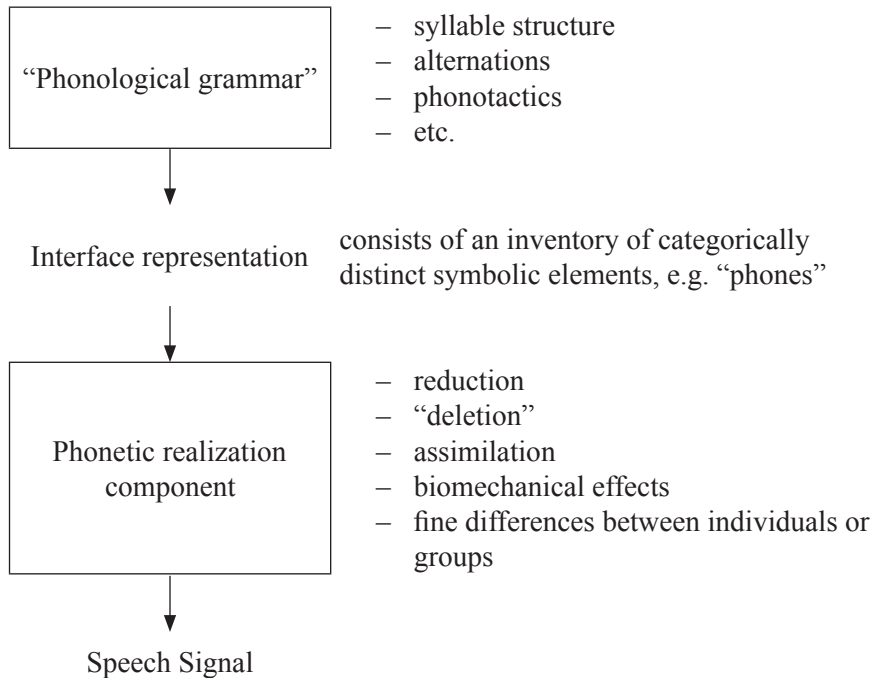 “Phonological grammar”
– syllable structure
– alternations
– phonotactics
– etc.
Interface representation
consists of an inventory of categorically
distinct symbolic elements, e.g. “phones”
Phonetic realization
component
– reduction
– “deletion”
– assimilation
– biomechanical effects
– fine differences between individuals or
groups
Speech Signal